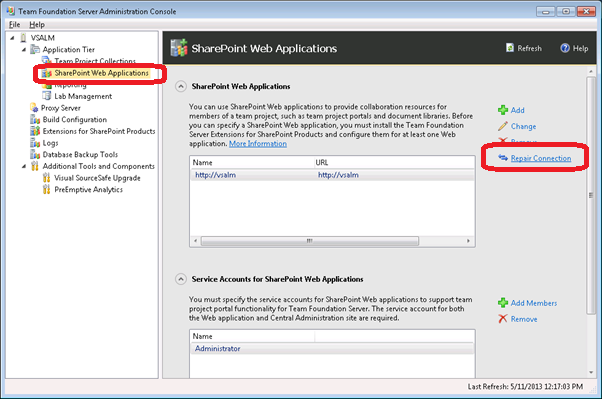 Team Foundation Server Administration Console
File Help
VSALM
Application Tier
Team Project Collections
SharePoint Web Applications
Reporting
Lab Management
Proxy Server
Build Configuration
Extensions for SharePoint Products
Logs
Database Backup Tools
Additional Tools and Components
Visual SourceSafe Upgrade
PreEmptive Analytics
SharePoint Web Applications
Refresh
Help
SharePoint Web Applications
You can use SharePoint Web applications to provide collaboration resources for
members of a team project, such as team project portals and document libraries. Before
you can specify a SharePoint Web application, you must install the Team Foundation
Server Extensions for SharePoint Products and configure them for at least one Web
application. More Information
Name URL
http://vsalm http://vsalm
Add
Change
Remove
Repair Connection
Service Accounts for SharePoint Web Applications
You must specify the service accounts for SharePoint Web applications to support team
project portal functionality for Team Foundation Server. The service account for both
the Web application and Central Administration site are required.
Name
Administrator
Add Members
Remove
Last Refresh: 5/11/2013 12:17:03 PM